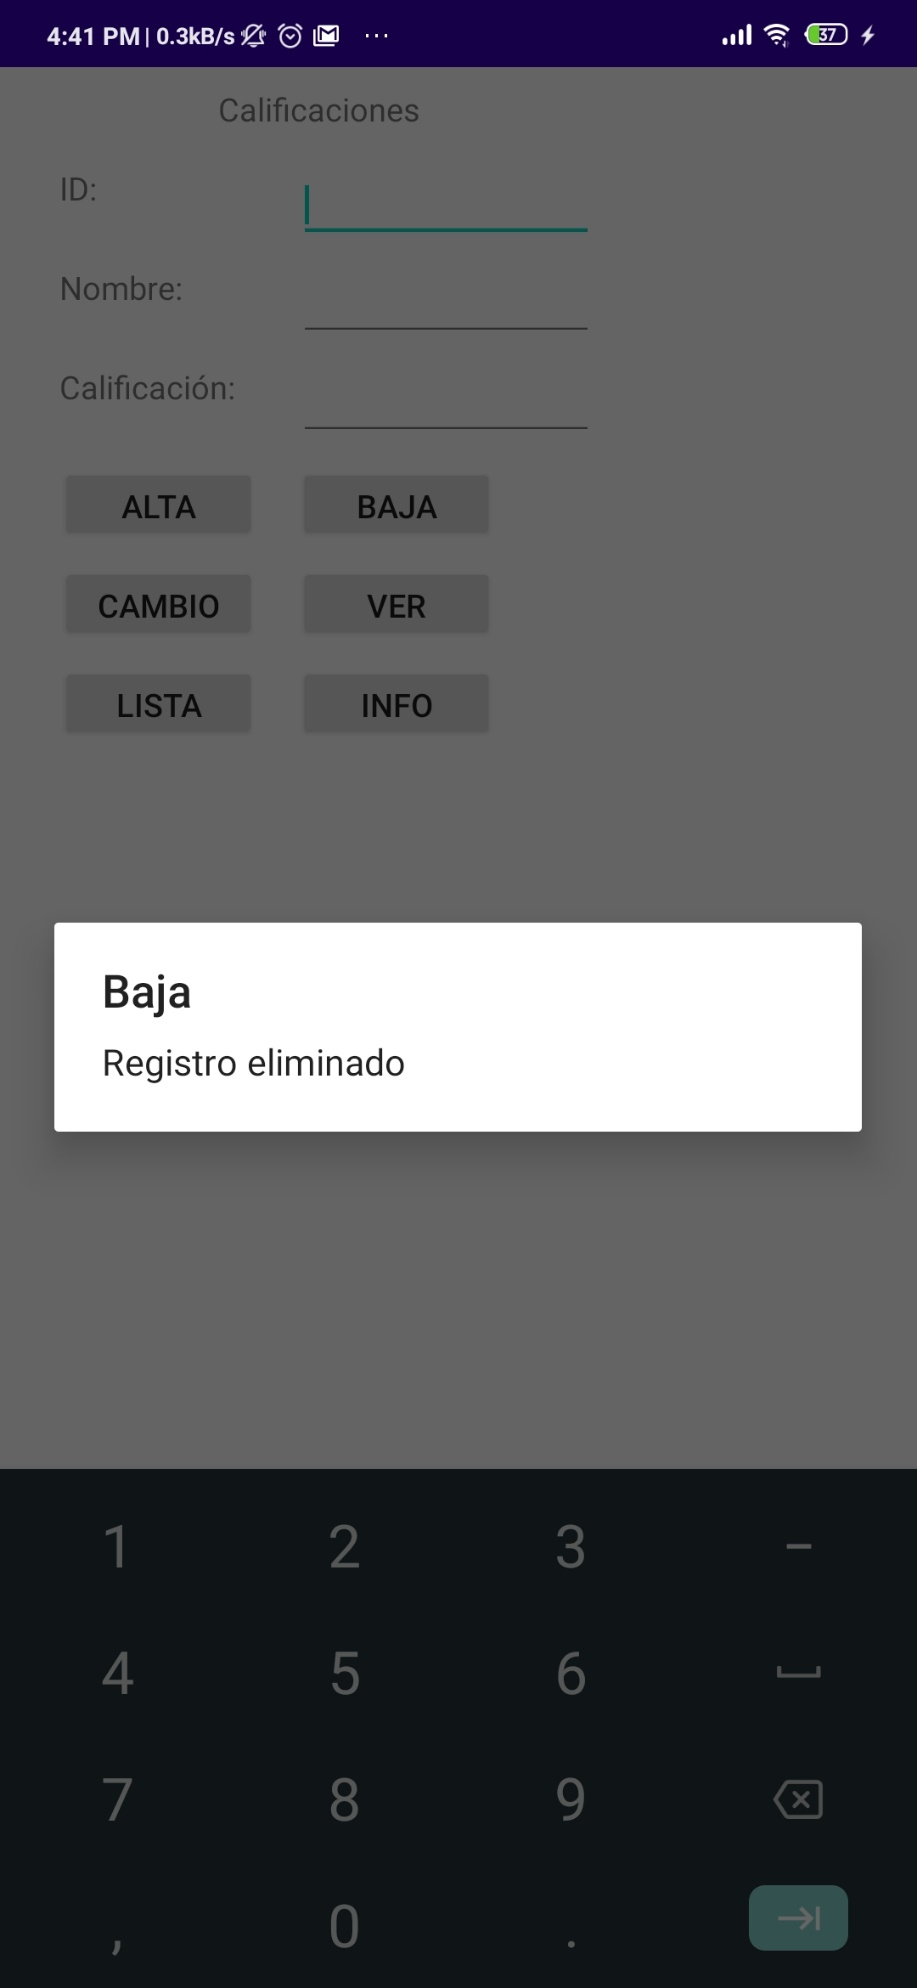 4:41 PM | 0.3kB/s ... 37
Calificaciones
ID:
Nombre:
Calificación:
ALTA BAJA
CAMBIO VER
LISTA INFO
Baja
Registro eliminado
1 2 3 –
4 5 6
7 8 9
, 0 .